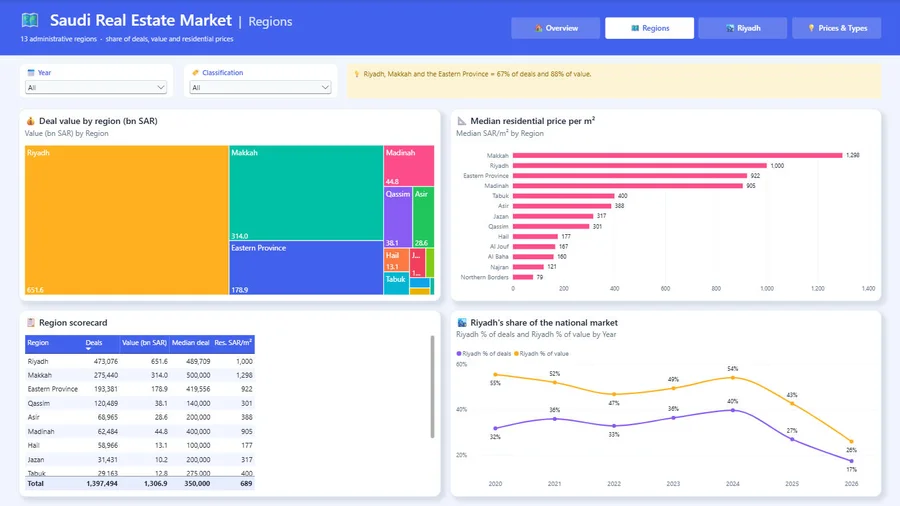 Saudi Real Estate Market | Regions
13 administrative regions · share of deals, value and residential prices
Overview
Regions
Riyadh
Prices & Types
Year
All
Classification
All
Riyadh, Makkah and the Eastern Province = 67% of deals and 88% of value.
Deal value by region (bn SAR)
Value (bn SAR) by Region
Riyadh
651.6
Makkah
314.0
Eastern Province
178.9
Madinah
44.8
Qassim
38.1
Asir
28.6
Hail
13.1
J...
1...
Tabuk
Median residential price per m²
Median SAR/m² by Region
Makkah 1,298
Riyadh 1,000
Eastern Province 922
Madinah 905
Tabuk 400
Asir 388
Jazan 317
Qassim 301
Hail 177
Al Jouf 167
Al Baha 160
Najran 121
Northern Borders 79
0 200 400 600 800 1,000 1,200 1,400
Region scorecard
Region Deals Value (bn SAR) Median deal Res. SAR/m²
Riyadh 473,076 651.6 489,709 1,000
Makkah 275,440 314.0 500,000 1,298
Eastern Province 193,381 178.9 419,556 922
Qassim 120,489 38.1 140,000 301
Asir 68,965 28.6 200,000 388
Madinah 62,484 44.8 400,000 905
Hail 58,966 13.1 100,000 177
Jazan 31,431 10.2 200,000 317
Tabuk 29,163 12.8 275,000 400
Total 1,397,494 1,306.9 350,000 689
Riyadh's share of the national market
Riyadh % of deals and Riyadh % of value by Year
Riyadh % of deals Riyadh % of value
60%
40%
20%
55% 52% 47% 49% 54% 43% 26%
32% 36% 33% 36% 40% 27% 17%
2020 2021 2022 2023 2024 2025 2026